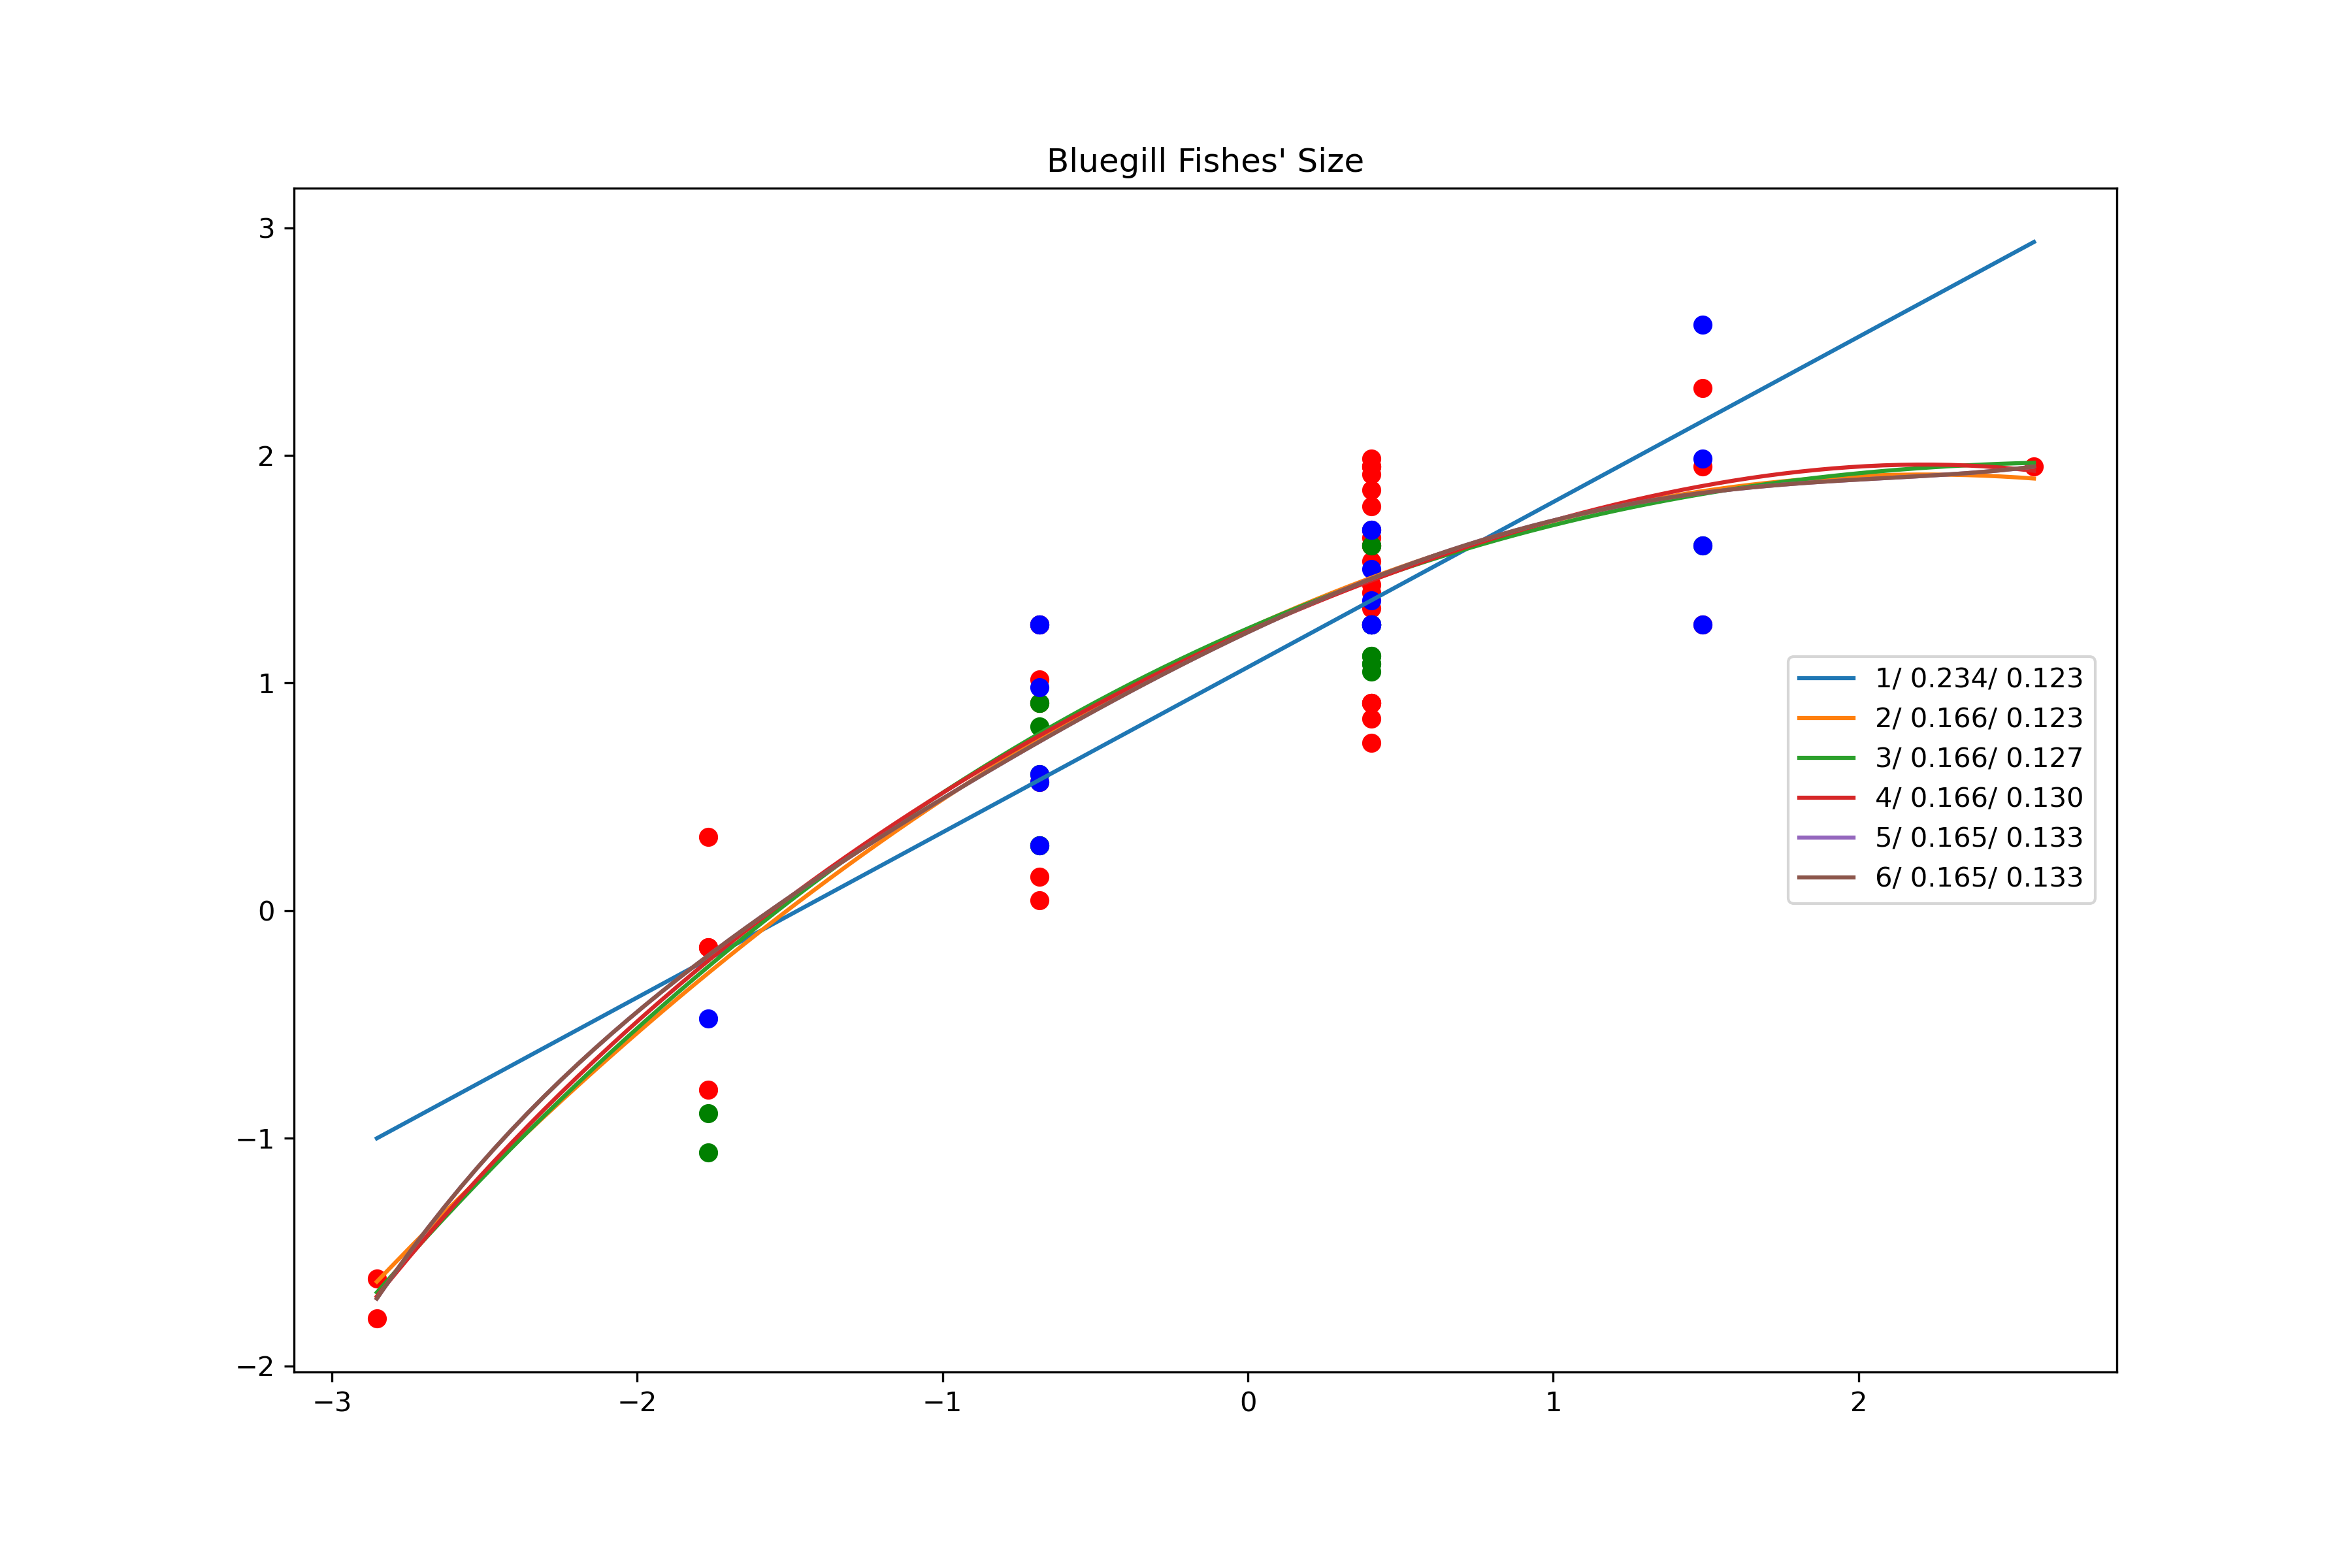 Bluegill Fishes' Size
3
2
1
0
−1
−2
1/ 0.234/ 0.123
2/ 0.166/ 0.123
3/ 0.166/ 0.127
4/ 0.166/ 0.130
5/ 0.165/ 0.133
6/ 0.165/ 0.133
−3 −2 −1 0 1 2